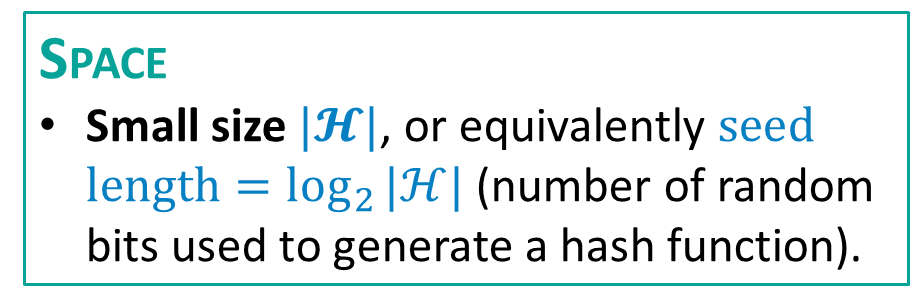 SPACE
• Small size |ℋ|, or equivalently seed
length = log₂ |ℋ| (number of random
bits used to generate a hash function).